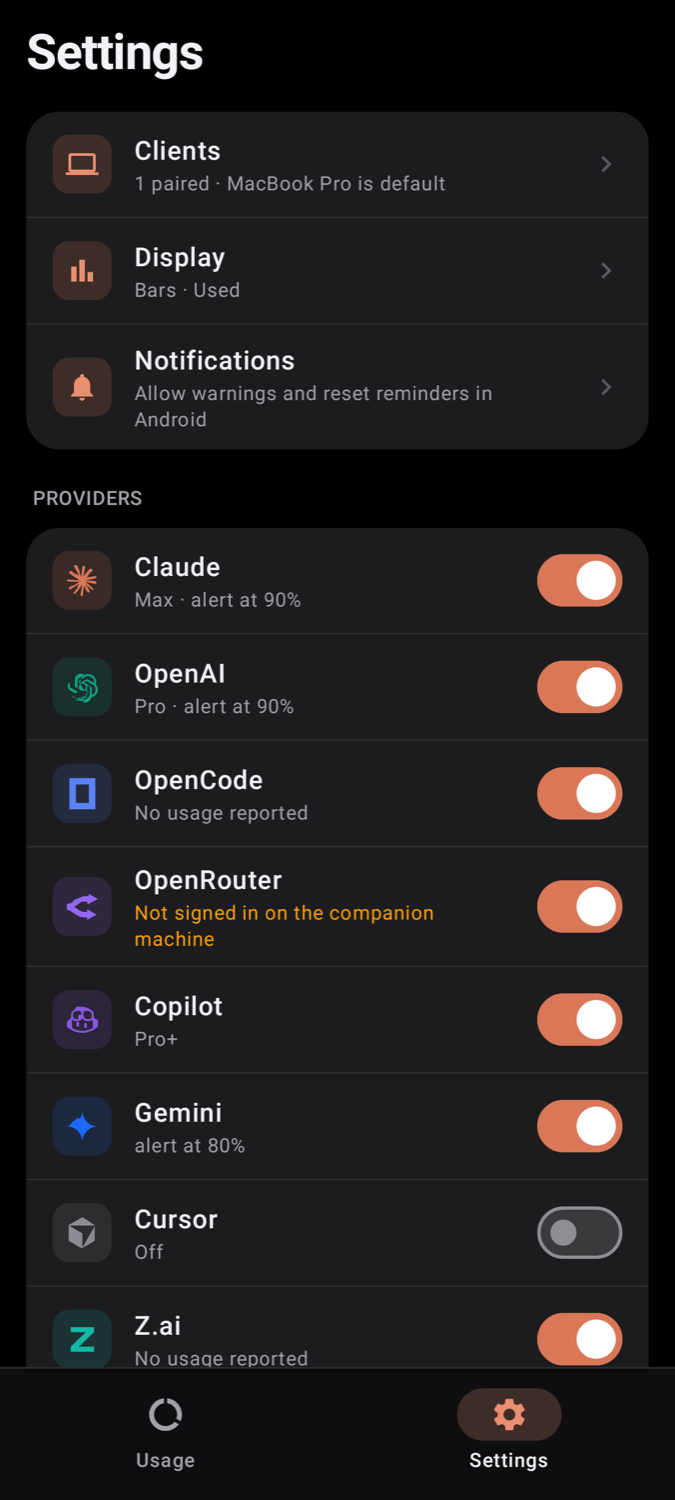 Settings
Clients
1 paired · MacBook Pro is default
Display
Bars · Used
Notifications
Allow warnings and reset reminders in
Android
PROVIDERS
Claude
Max · alert at 90%
OpenAI
Pro · alert at 90%
OpenCode
No usage reported
OpenRouter
Not signed in on the companion
machine
Copilot
Pro+
Gemini
alert at 80%
Cursor
Off
Z.ai
No usage reported
Usage
Settings